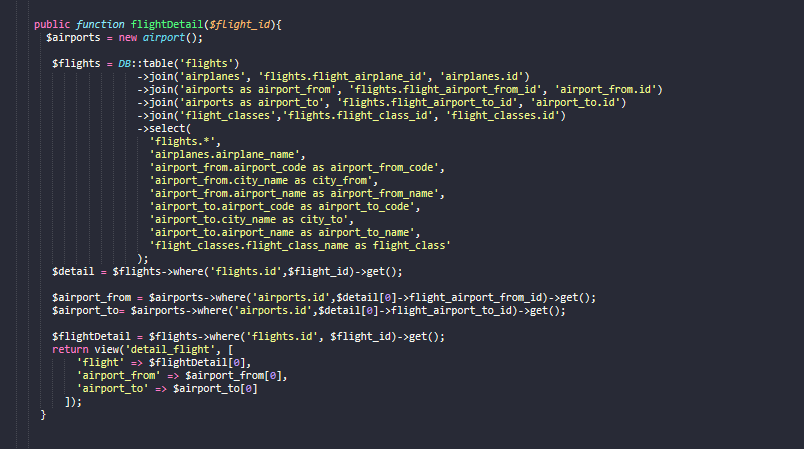 public function flightDetail($flight_id){
$airports = new airport();
$flights = DB::table('flights')
->join('airplanes', 'flights.flight_airplane_id', 'airplanes.id')
->join('airports as airport_from', 'flights.flight_airport_from_id', 'airport_from.id')
->join('airports as airport_to', 'flights.flight_airport_to_id', 'airport_to.id')
->join('flight_classes','flights.flight_class_id', 'flight_classes.id')
->select(
'flights.*',
'airplanes.airplane_name',
'airport_from.airport_code as airport_from_code',
'airport_from.city_name as city_from',
'airport_from.airport_name as airport_from_name',
'airport_to.airport_code as airport_to_code',
'airport_to.city_name as city_to',
'airport_to.airport_name as airport_to_name',
'flight_classes.flight_class_name as flight_class'
);
$detail = $flights->where('flights.id',$flight_id)->get();
$airport_from = $airports->where('airports.id',$detail[0]->flight_airport_from_id)->get();
$airport_to= $airports->where('airports.id',$detail[0]->flight_airport_to_id)->get();
$flightDetail = $flights->where('flights.id', $flight_id)->get();
return view('detail_flight', [
'flight' => $flightDetail[0],
'airport_from' => $airport_from[0],
'airport_to' => $airport_to[0]
]);
}